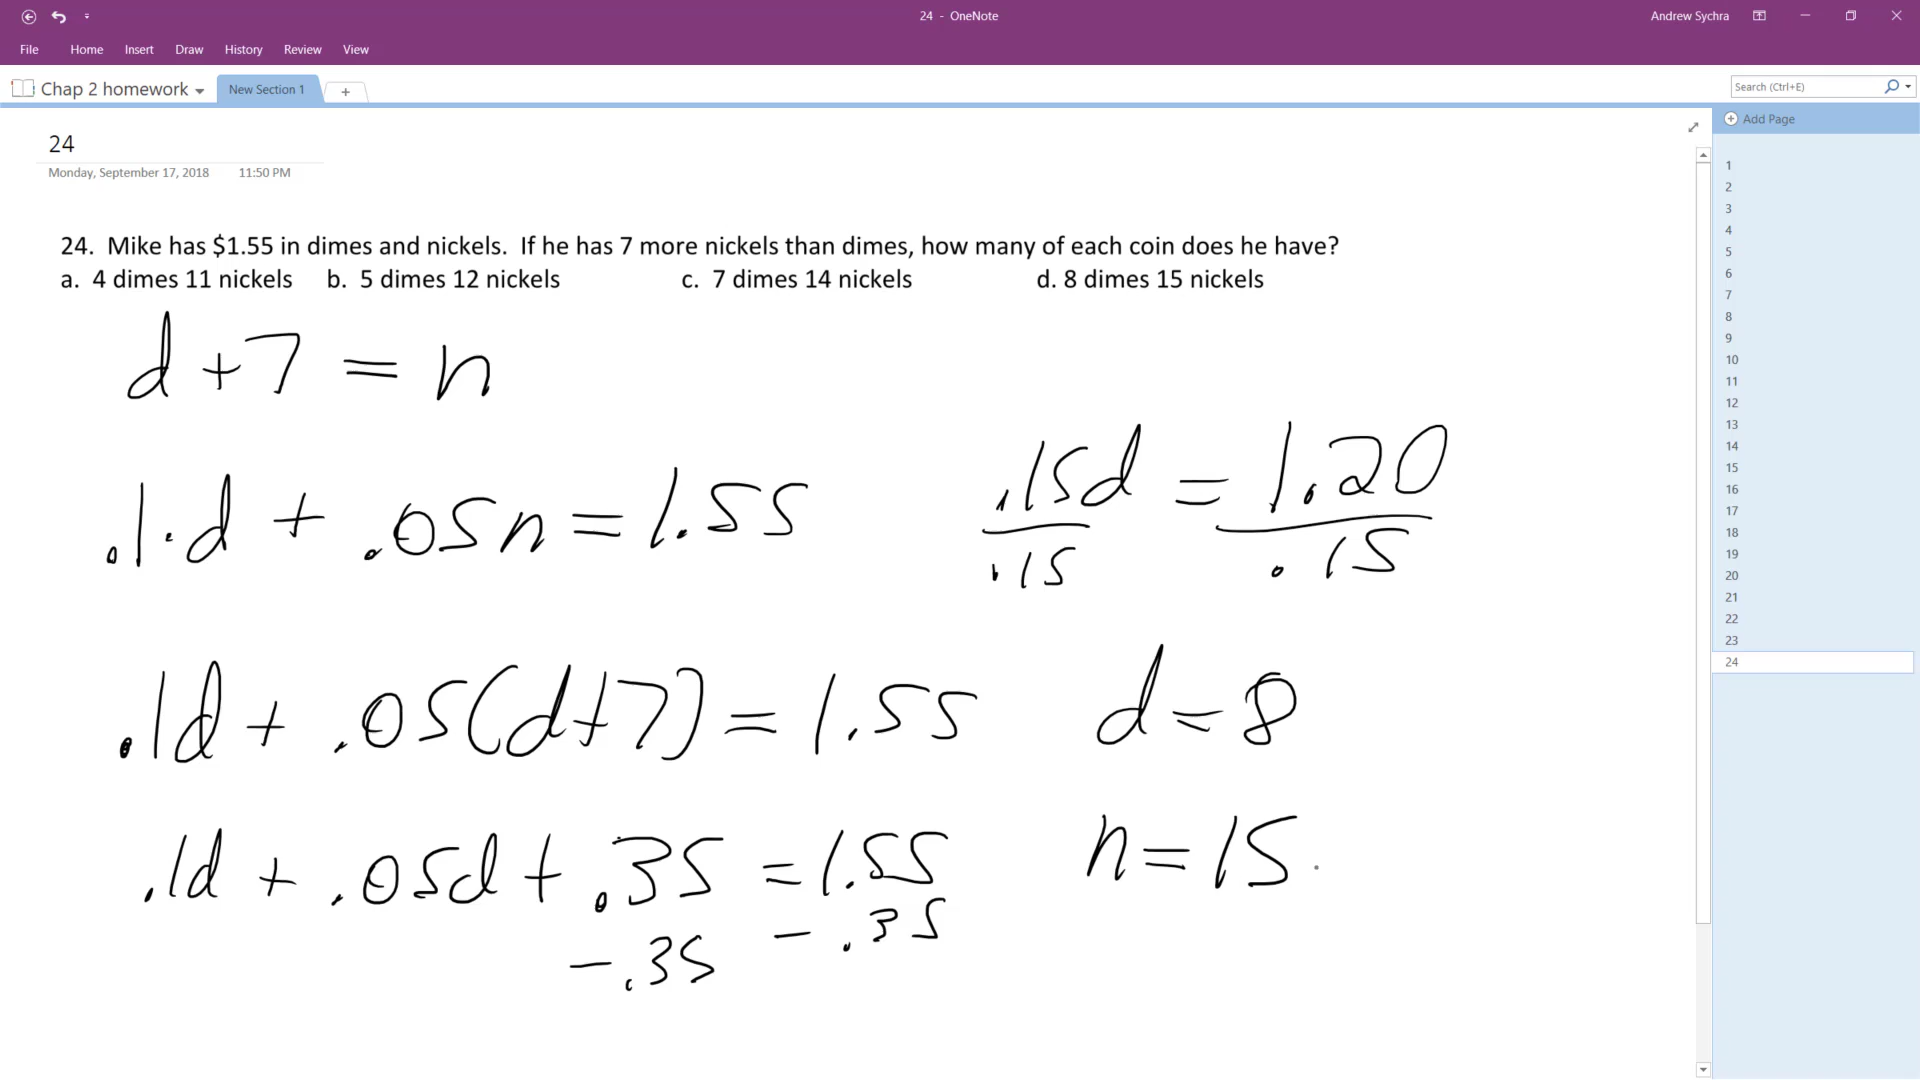 24 - OneNote
Andrew Sychra
File Home Insert Draw History Review View
Chap 2 homework New Section 1 +
Search (Ctrl+E)
Add Page
24
Monday, September 17, 2018 11:50 PM
24. Mike has $1.55 in dimes and nickels. If he has 7 more nickels than dimes, how many of each coin does he have?
a. 4 dimes 11 nickels b. 5 dimes 12 nickels c. 7 dimes 14 nickels d. 8 dimes 15 nickels
d+7 = n
.1·d + .05n = 1.55
.1d + .05(d+7) = 1.55
.1d + .05d + .35 = 1.55
-.35 - .35
.15d = 1.20
.15 .15
d = 8
n = 15
1
2
3
4
5
6
7
8
9
10
11
12
13
14
15
16
17
18
19
20
21
22
23
24